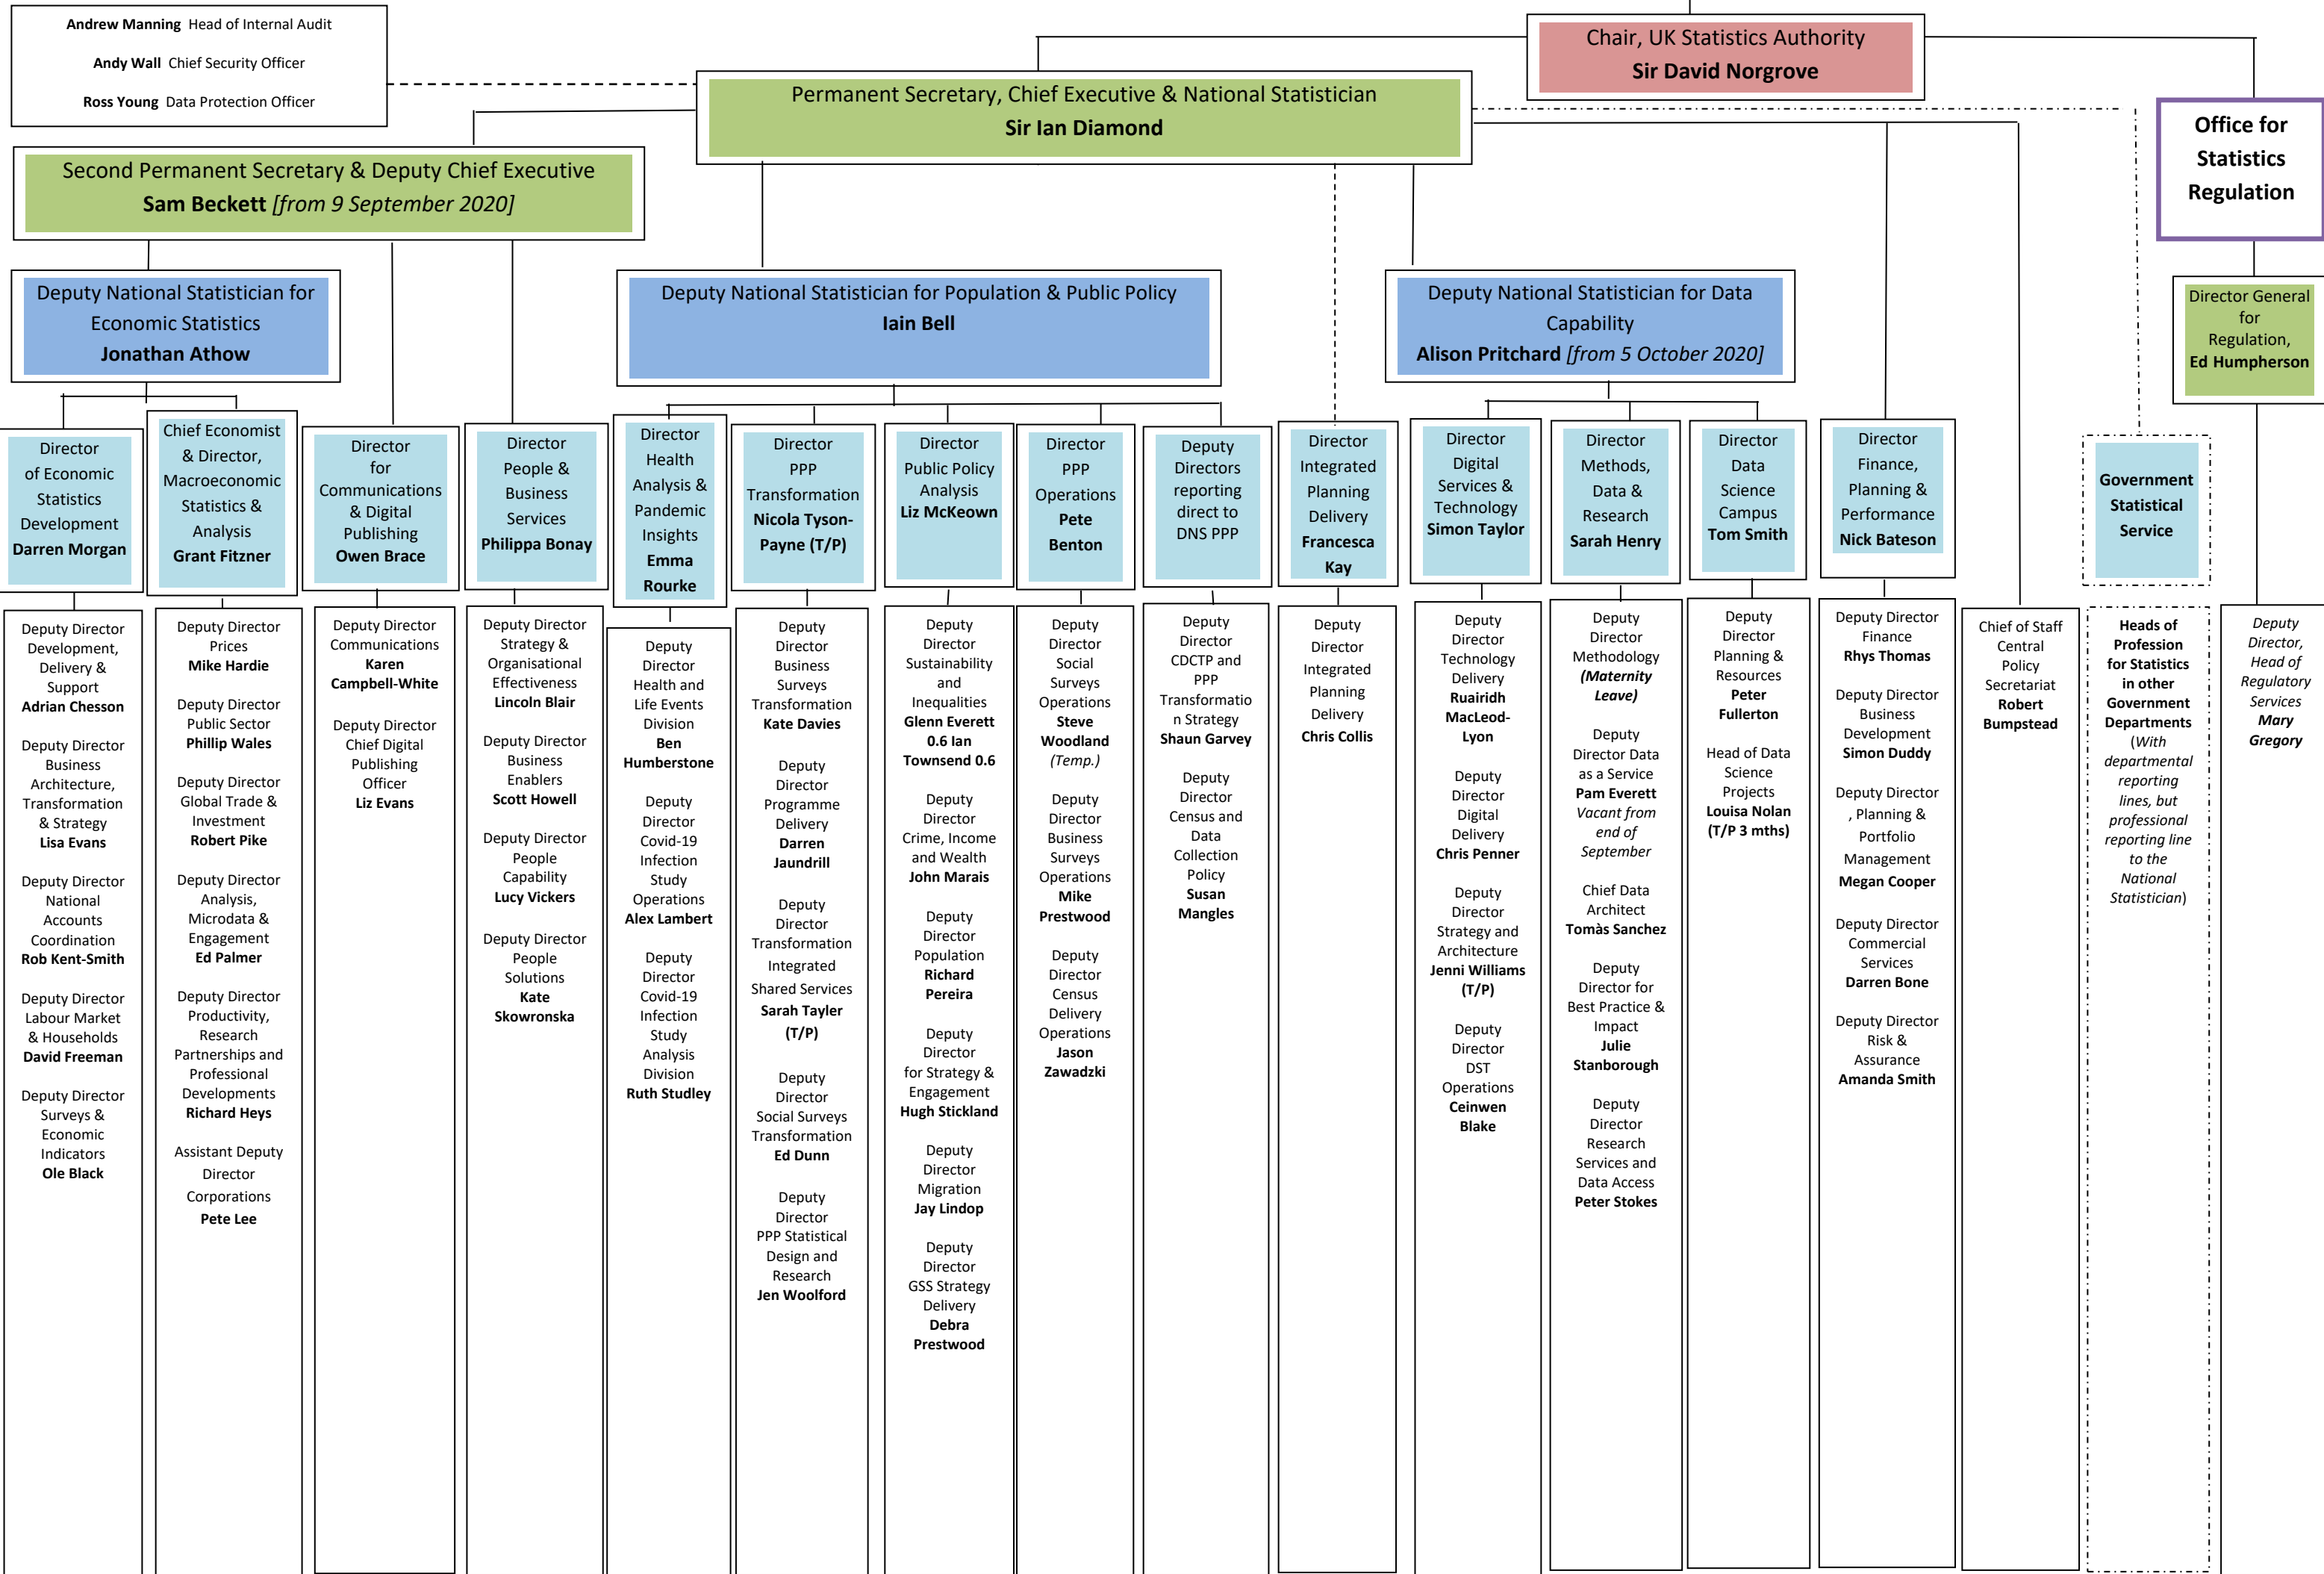 Andrew Manning Head of Internal Audit
Andy Wall Chief Security Officer
Ross Young Data Protection Officer
Chair, UK Statistics Authority
Sir David Norgrove
Permanent Secretary, Chief Executive & National Statistician
Sir Ian Diamond
Office for
Statistics
Regulation
Second Permanent Secretary & Deputy Chief Executive
Sam Beckett [from 9 September 2020]
Deputy National Statistician for
Economic Statistics
Jonathan Athow
Deputy National Statistician for Population & Public Policy
Iain Bell
Deputy National Statistician for Data
Capability
Alison Pritchard [from 5 October 2020]
Director General
for
Regulation,
Ed Humpherson
Director
of Economic
Statistics
Development
Darren Morgan
Chief Economist
& Director,
Macroeconomic
Statistics &
Analysis
Grant Fitzner
Director
for
Communications
& Digital
Publishing
Owen Brace
Director
People &
Business
Services
Philippa Bonay
Director
Health
Analysis &
Pandemic
Insights
Emma
Rourke
Director
PPP
Transformation
Nicola Tyson-
Payne (T/P)
Director
Public Policy
Analysis
Liz McKeown
Director
PPP
Operations
Pete
Benton
Deputy
Directors
reporting
direct to
DNS PPP
Director
Integrated
Planning
Delivery
Francesca
Kay
Director
Digital
Services &
Technology
Simon Taylor
Director
Methods,
Data &
Research
Sarah Henry
Director
Data
Science
Campus
Tom Smith
Director
Finance,
Planning &
Performance
Nick Bateson
Government
Statistical
Service
Deputy Director
Development,
Delivery &
Support
Adrian Chesson
Deputy Director
Business
Architecture,
Transformation
& Strategy
Lisa Evans
Deputy Director
National
Accounts
Coordination
Rob Kent-Smith
Deputy Director
Labour Market
& Households
David Freeman
Deputy Director
Surveys &
Economic
Indicators
Ole Black
Deputy Director
Prices
Mike Hardie
Deputy Director
Public Sector
Phillip Wales
Deputy Director
Global Trade &
Investment
Robert Pike
Deputy Director
Analysis,
Microdata &
Engagement
Ed Palmer
Deputy Director
Productivity,
Research
Partnerships and
Professional
Developments
Richard Heys
Assistant Deputy
Director
Corporations
Pete Lee
Deputy Director
Communications
Karen
Campbell-White
Deputy Director
Chief Digital
Publishing
Officer
Liz Evans
Deputy Director
Strategy &
Organisational
Effectiveness
Lincoln Blair
Deputy Director
Business
Enablers
Scott Howell
Deputy Director
People
Capability
Lucy Vickers
Deputy Director
People
Solutions
Kate
Skowronska
Deputy
Director
Health and
Life Events
Division
Ben
Humberstone
Deputy
Director
Covid-19
Infection
Study
Operations
Alex Lambert
Deputy
Director
Covid-19
Infection
Study
Analysis
Division
Ruth Studley
Deputy
Director
Business
Surveys
Transformation
Kate Davies
Deputy
Director
Programme
Delivery
Darren
Jaundrill
Deputy
Director
Transformation
Integrated
Shared Services
Sarah Tayler
(T/P)
Deputy
Director
Social Surveys
Transformation
Ed Dunn
Deputy
Director
PPP Statistical
Design and
Research
Jen Woolford
Deputy
Director
Sustainability
and
Inequalities
Glenn Everett
0.6 Ian
Townsend 0.6
Deputy
Director
Crime, Income
and Wealth
John Marais
Deputy
Director
Population
Richard
Pereira
Deputy
Director
for Strategy &
Engagement
Hugh Stickland
Deputy
Director
Migration
Jay Lindop
Deputy
Director
GSS Strategy
Delivery
Debra
Prestwood
Deputy
Director
Social
Surveys
Operations
Steve
Woodland
(Temp.)
Deputy
Director
Business
Surveys
Operations
Mike
Prestwood
Deputy
Director
Census
Delivery
Operations
Jason
Zawadzki
Deputy
Director
CDCTP and
PPP
Transformatio
n Strategy
Shaun Garvey
Deputy
Director
Census and
Data
Collection
Policy
Susan
Mangles
Deputy
Director
Integrated
Planning
Delivery
Chris Collis
Deputy
Director
Technology
Delivery
Ruairidh
MacLeod-
Lyon
Deputy
Director
Digital
Delivery
Chris Penner
Deputy
Director
Strategy and
Architecture
Jenni Williams
(T/P)
Deputy
Director
DST
Operations
Ceinwen
Blake
Deputy
Director
Methodology
(Maternity
Leave)
Deputy
Director Data
as a Service
Pam Everett
Vacant from
end of
September
Chief Data
Architect
Tomàs Sanchez
Deputy
Director for
Best Practice &
Impact
Julie
Stanborough
Deputy
Director
Research
Services and
Data Access
Peter Stokes
Deputy
Director
Planning &
Resources
Peter
Fullerton
Head of Data
Science
Projects
Louisa Nolan
(T/P 3 mths)
Deputy Director
Finance
Rhys Thomas
Deputy Director
Business
Development
Simon Duddy
Deputy Director
, Planning &
Portfolio
Management
Megan Cooper
Deputy Director
Commercial
Services
Darren Bone
Deputy Director
Risk &
Assurance
Amanda Smith
Chief of Staff
Central
Policy
Secretariat
Robert
Bumpstead
Heads of
Profession
for Statistics
in other
Government
Departments
(With
departmental
reporting
lines, but
professional
reporting line
to the
National
Statistician)
Deputy
Director,
Head of
Regulatory
Services
Mary
Gregory